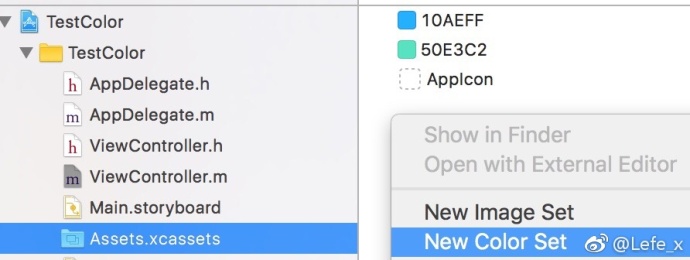 TestColor
TestColor
AppDelegate.h
AppDelegate.m
ViewController.h
ViewController.m
Main.storyboard
Assets.xcassets
10AEFF
50E3C2
AppIcon
Show in Finder
Open with External Editor
New Image Set
New Color Set
@Lefe_x